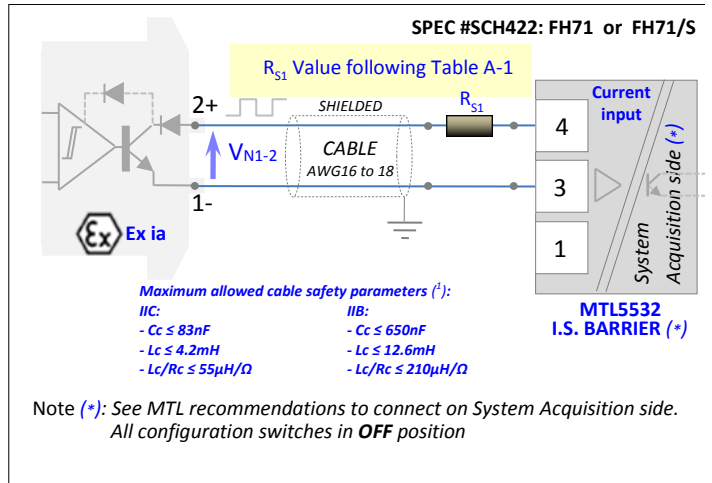 SPEC #SCH422: FH71 or FH71/S
RS1 Value following Table A-1
2+
SHIELDED
RS1
Current
input
4
VN1-2
CABLE
AWG16 to 18
3
1-
Ex
Ex ia
1
System
Acquisition side (*)
Maximum allowed cable safety parameters (1):
IIC:
- Cc ≤ 83nF
- Lc ≤ 4.2mH
- Lc/Rc ≤ 55µH/Ω
IIB:
- Cc ≤ 650nF
- Lc ≤ 12.6mH
- Lc/Rc ≤ 210µH/Ω
MTL5532
I.S. BARRIER (*)
Note (*): See MTL recommendations to connect on System Acquisition side.
All configuration switches in OFF position